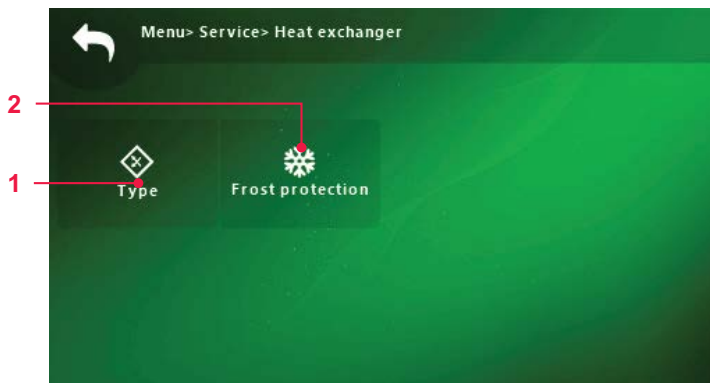 Menu> Service> Heat exchanger
2
1
Type
Frost protection